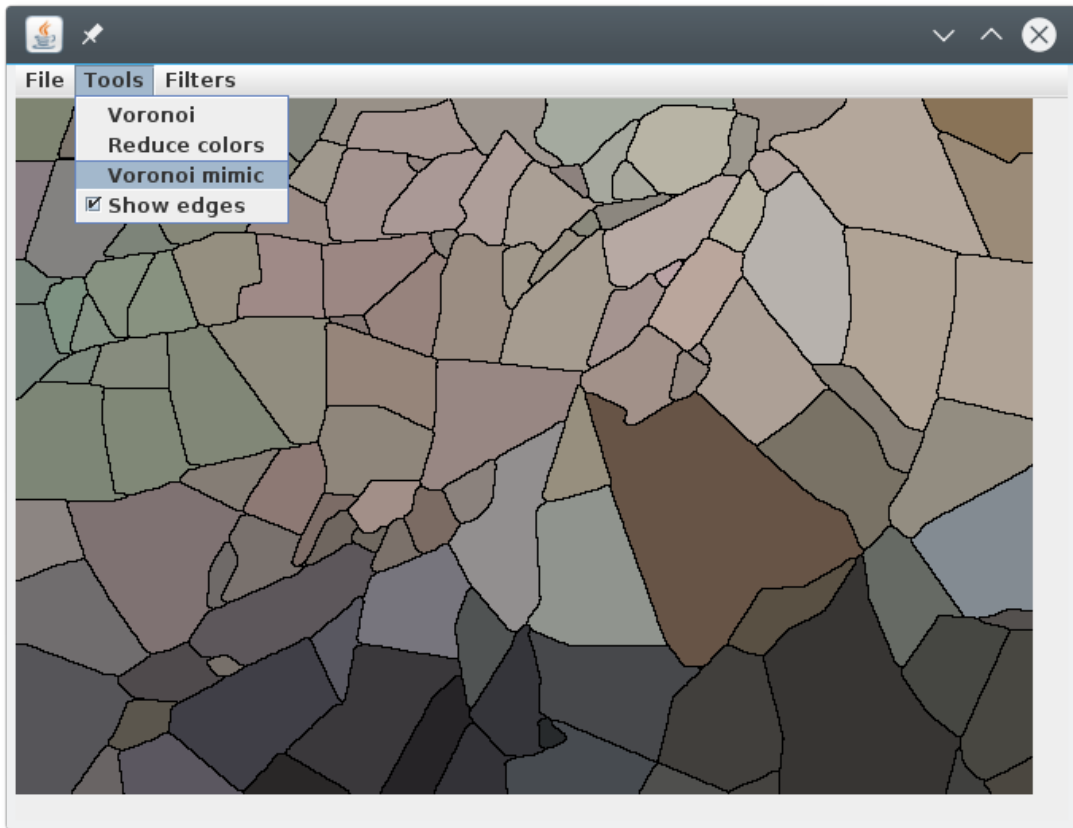 File Tools Filters
Voronoi
Reduce colors
Voronoi mimic
Show edges